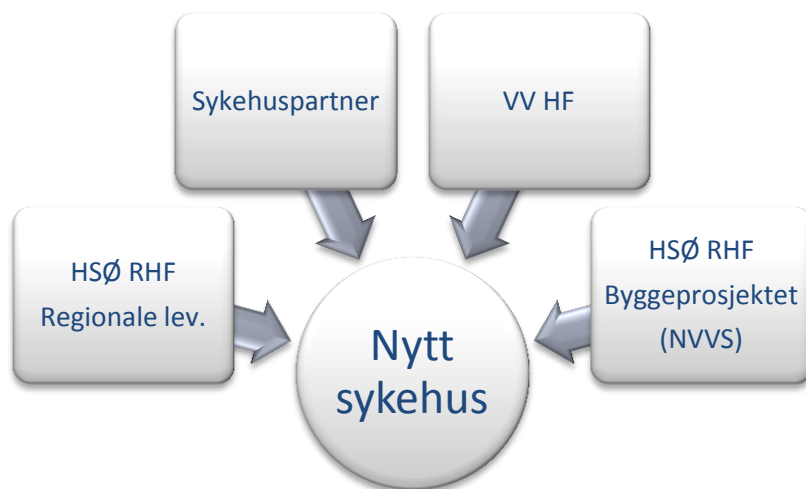 Sykehuspartner
VV HF
HSØ RHF
Regionale lev.
HSØ RHF
Byggeprosjektet
(NVVS)
Nytt
sykehus